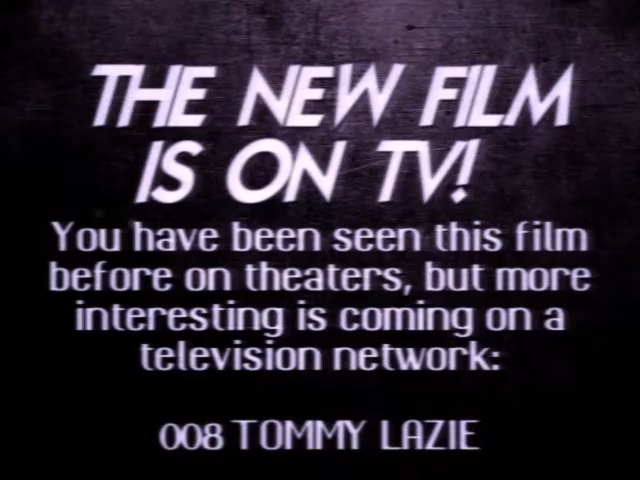 THE NEW FILM
IS ON TV!
You have been seen this film
before on theaters, but more
interesting is coming on a
television network:
008 TOMMY LAZIE